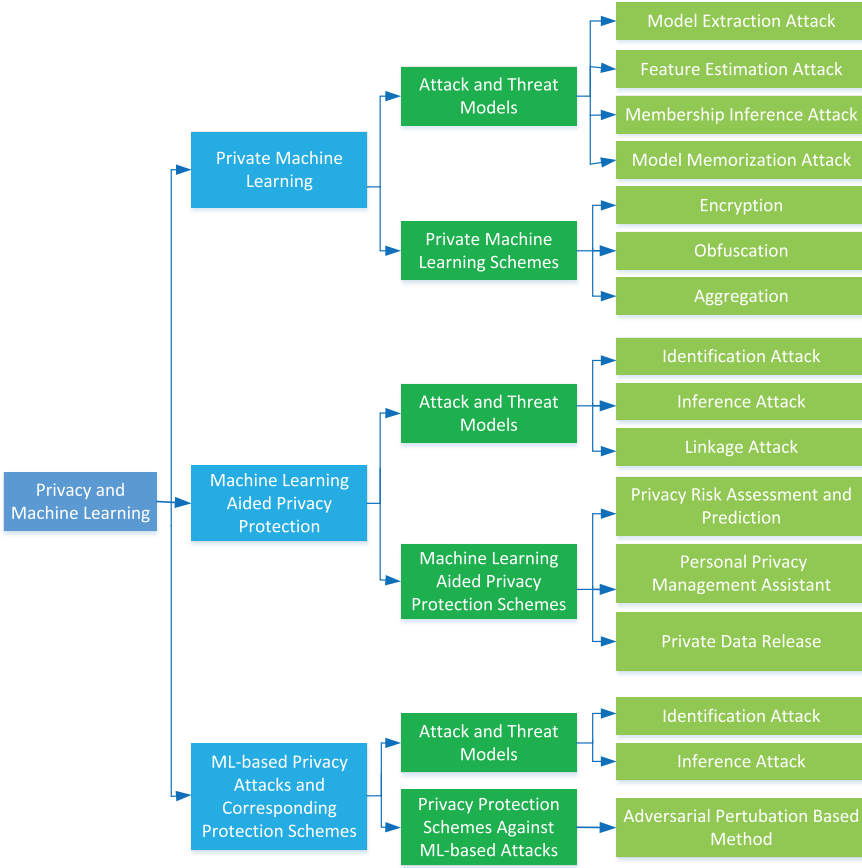 Privacy and
Machine Learning
Private Machine
Learning
Attack and Threat
Models
Model Extraction Attack
Feature Estimation Attack
Membership Inference Attack
Model Memorization Attack
Private Machine
Learning Schemes
Encryption
Obfuscation
Aggregation
Machine Learning
Aided Privacy
Protection
Attack and Threat
Models
Identification Attack
Inference Attack
Linkage Attack
Machine Learning
Aided Privacy
Protection Schemes
Privacy Risk Assessment and
Prediction
Personal Privacy
Management Assistant
Private Data Release
ML-based Privacy
Attacks and
Corresponding
Protection Schemes
Attack and Threat
Models
Identification Attack
Inference Attack
Privacy Protection
Schemes Against
ML-based Attacks
Adversarial Pertubation Based
Method